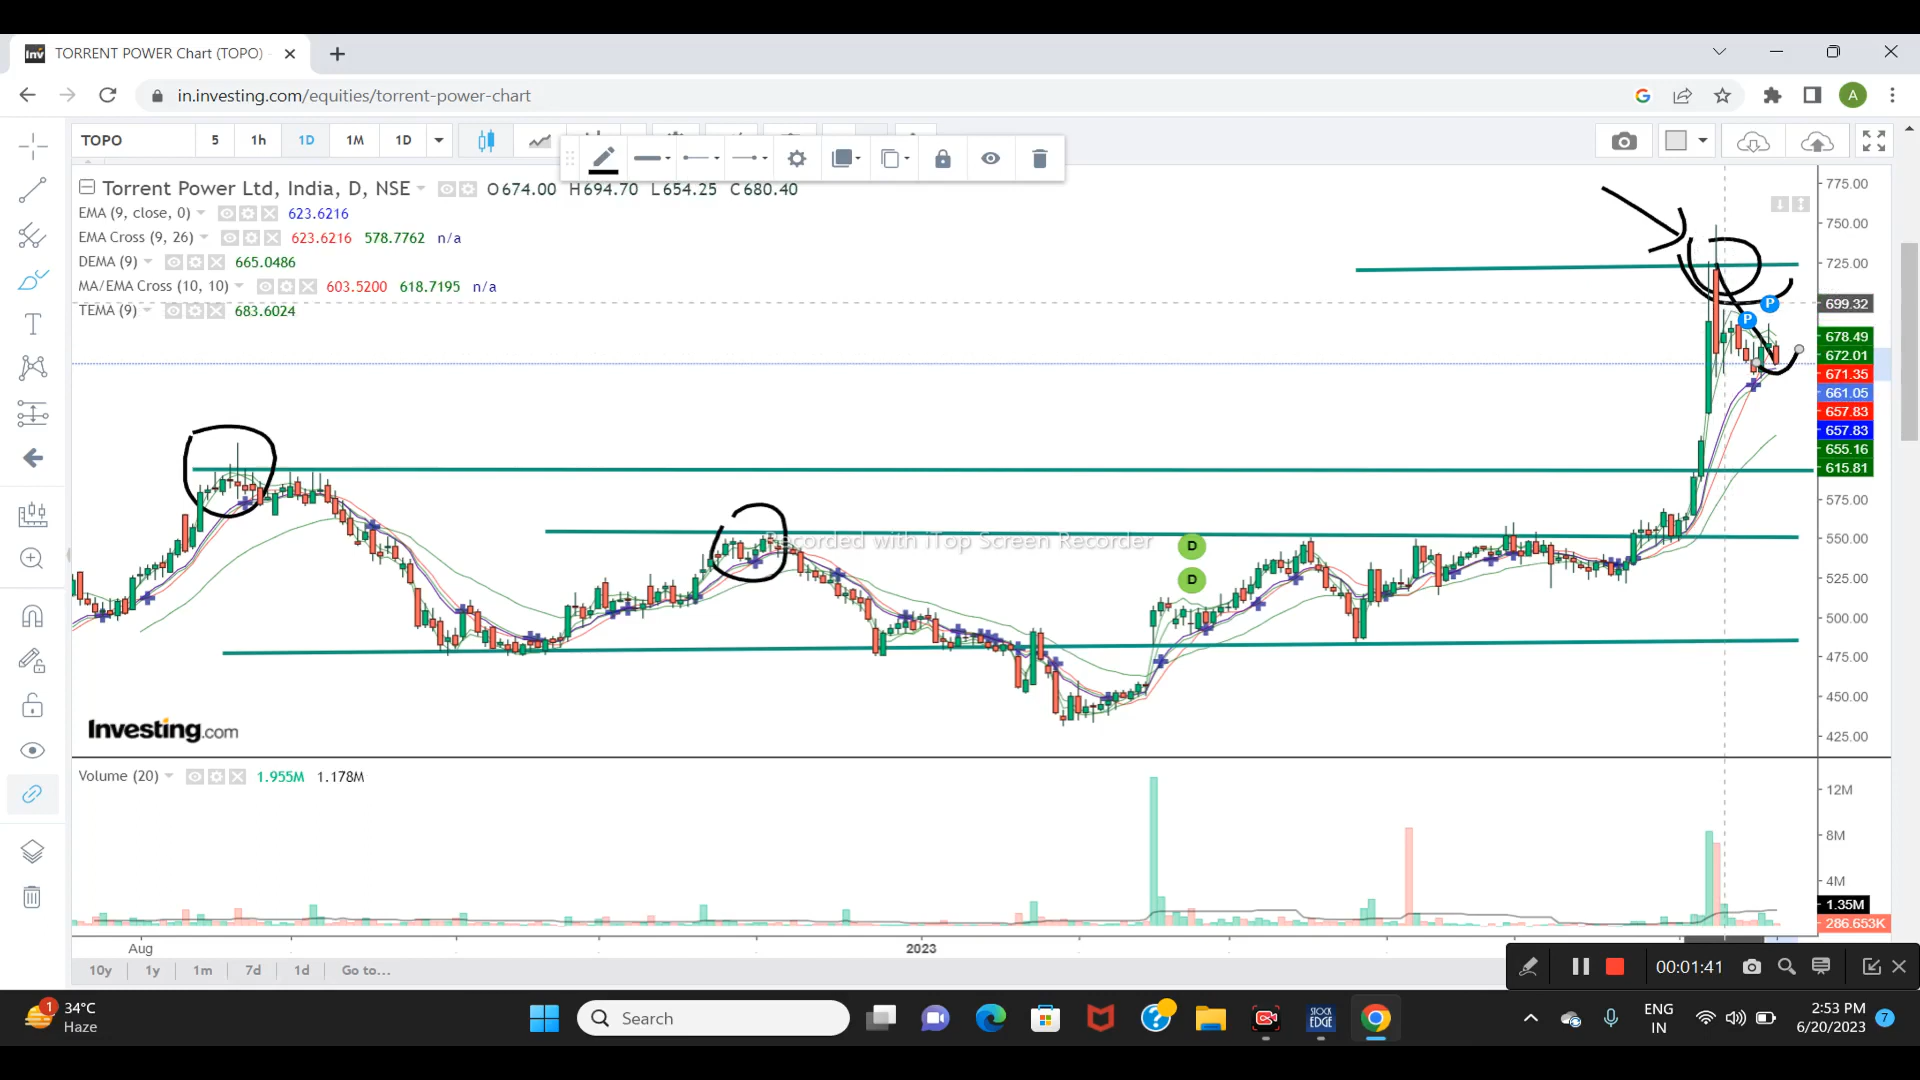 Inv TORRENT POWER Chart (TOPO)
in.investing.com/equities/torrent-power-chart
A
TOPO 5 1h 1D 1M 1D
Torrent Power Ltd, India, D, NSE O674.00 H694.70 L654.25 C680.40
EMA (9, close, 0) 623.6216
EMA Cross (9, 26) 623.6216 578.7762 n/a
DEMA (9) 665.0486
MA/EMA Cross (10, 10) 603.5200 618.7195 n/a
TEMA (9) 683.6024
775.00
750.00
725.00
699.32
678.49
672.01
671.35
661.05
657.83
657.83
655.16
615.81
575.00
550.00
525.00
500.00
475.00
450.00
425.00
P
P
D
D
Recorded with iTop Screen Recorder
Investing.com
Volume (20) 1.955M 1.178M
12M
8M
4M
1.35M
286.653K
Aug 2023
10y 1y 1m 7d 1d Go to...
00:01:41
1 34°C
Haze
Search
STOCK
EDGE
ENG
IN
2:53 PM
6/20/2023
7